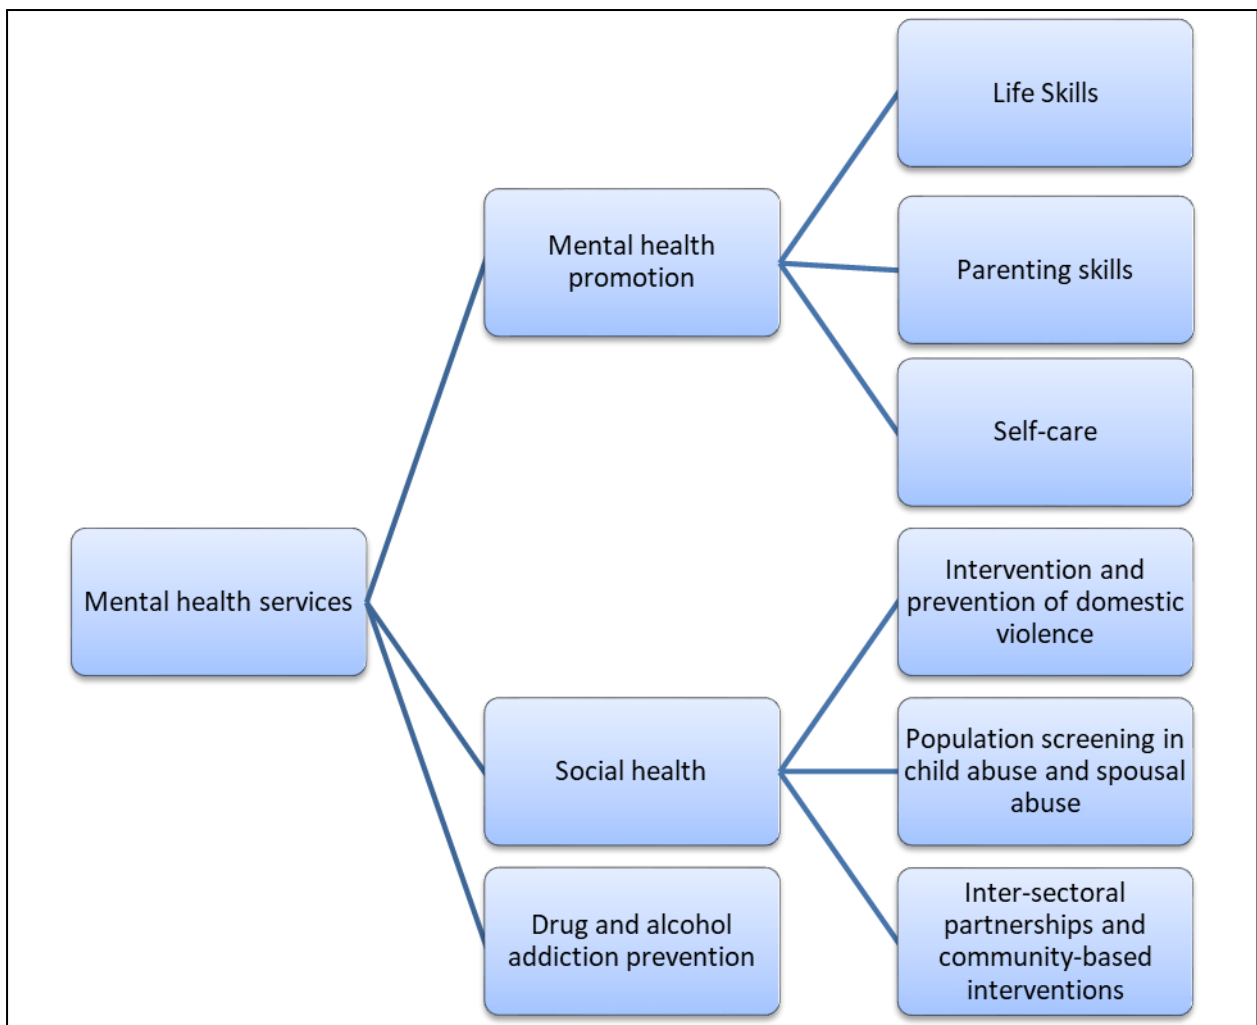 Life Skills
Mental health
promotion
Parenting skills
Self-care
Mental health services
Intervention and
prevention of domestic
violence
Social health
Population screening in
child abuse and spousal
abuse
Drug and alcohol
addiction prevention
Inter-sectoral
partnerships and
community-based
interventions